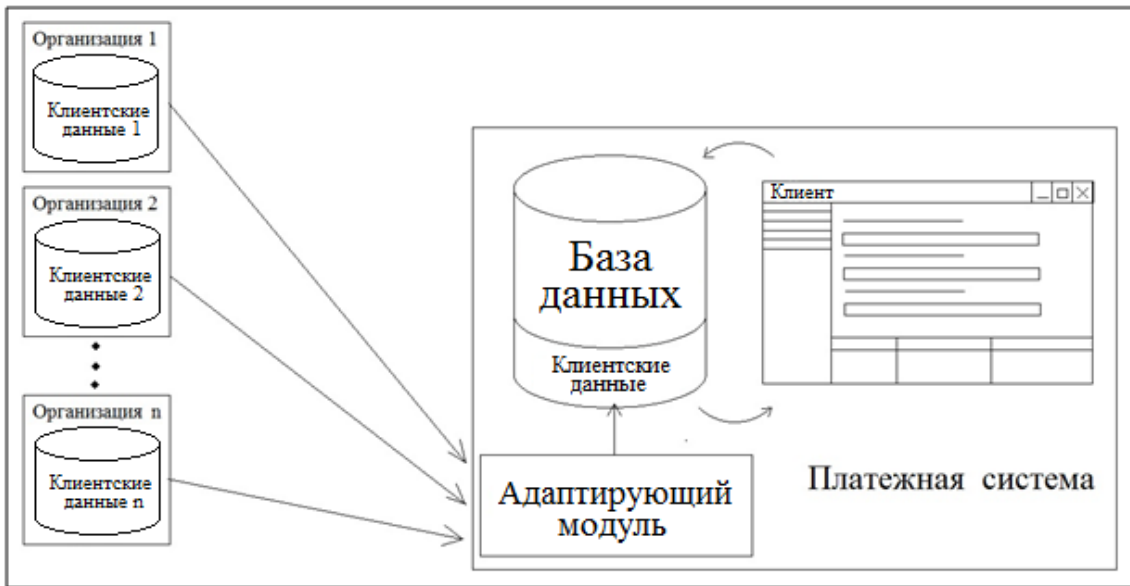 Организация 1
Клиентские
данные 1
Организация 2
Клиентские
данные 2
Организация n
Клиентские
данные n
База
данных
Клиентские
данные
Адаптирующий
модуль
Клиент
Платежная система